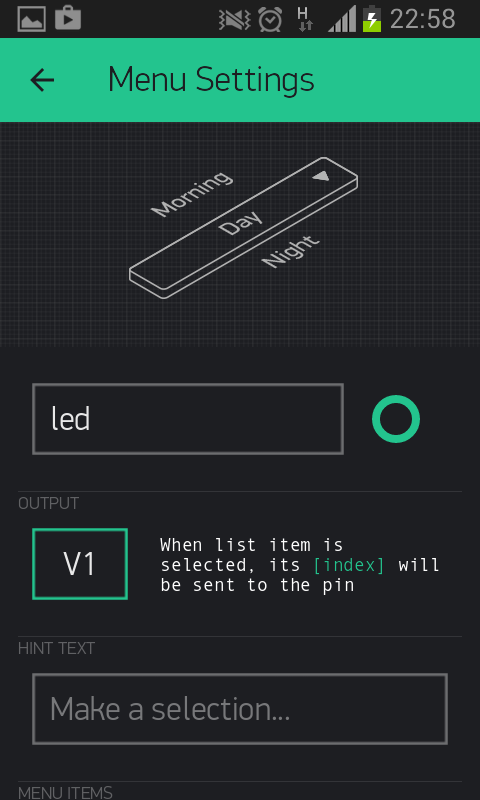 H 22:58
Menu Settings
Morning
Day
Night
led
OUTPUT
V1
When list item is
selected, its [index] will
be sent to the pin
HINT TEXT
Make a selection...
MENU ITEMS